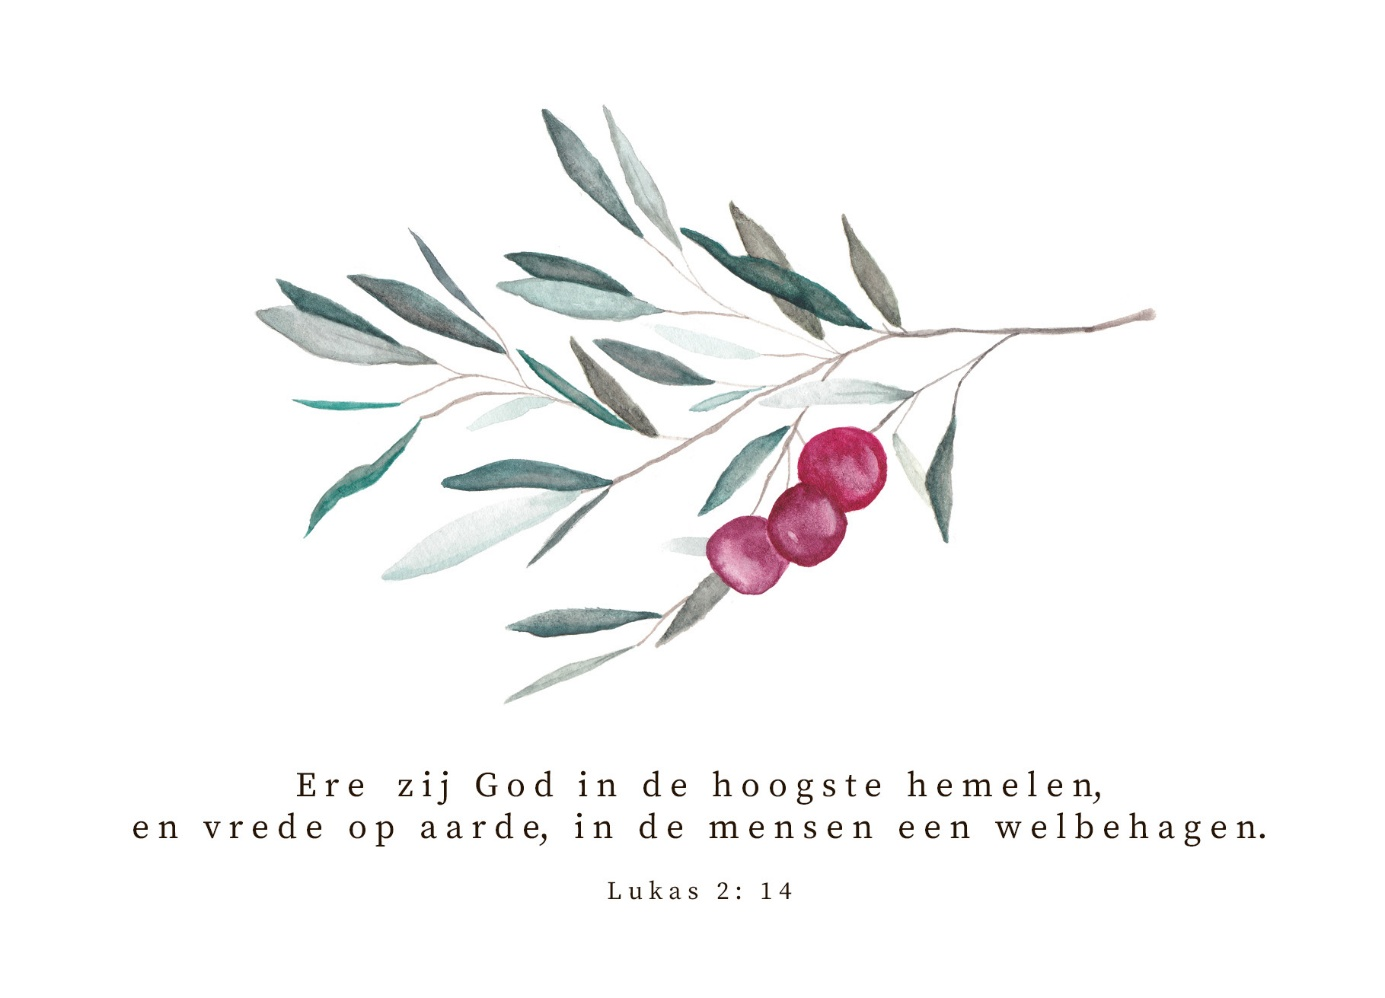 Ere zij God in de hoogste hemelen,
en vrede op aarde, in de mensen een welbehagen.
Lukas 2: 14